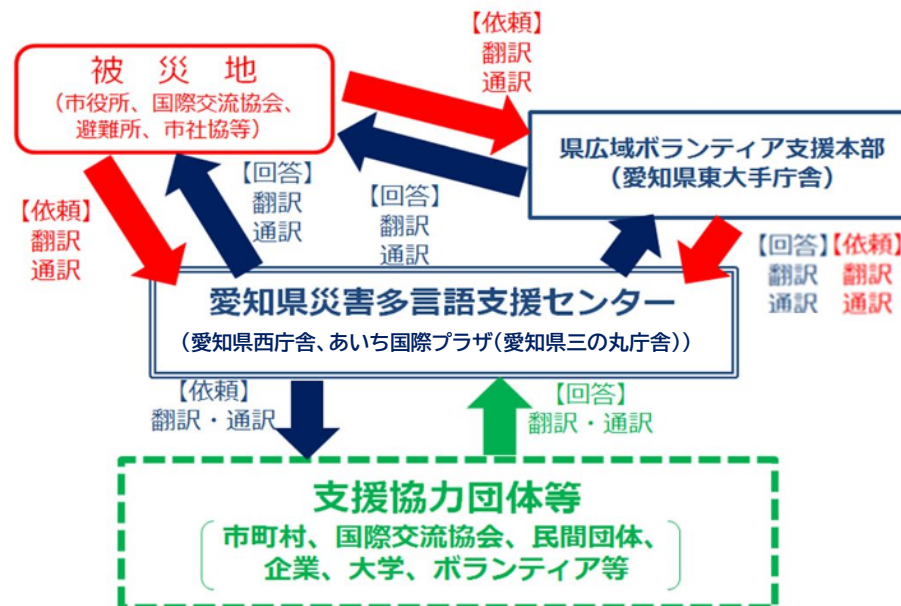 【依頼】
翻訳
通訳
被 災 地
（市役所、国際交流協会、
避難所、市社協等）
県広域ボランティア支援本部
（愛知県東大手庁舎）
【回答】
翻訳
通訳
【回答】
翻訳
通訳
【依頼】
翻訳
通訳
【回答】
翻訳
通訳
【依頼】
翻訳
通訳
愛知県災害多言語支援センター
（愛知県西庁舎、あいち国際プラザ（愛知県三の丸庁舎））
【依頼】
翻訳・通訳
【回答】
翻訳・通訳
支援協力団体等
市町村、国際交流協会、民間団体、
企業、大学、ボランティア等